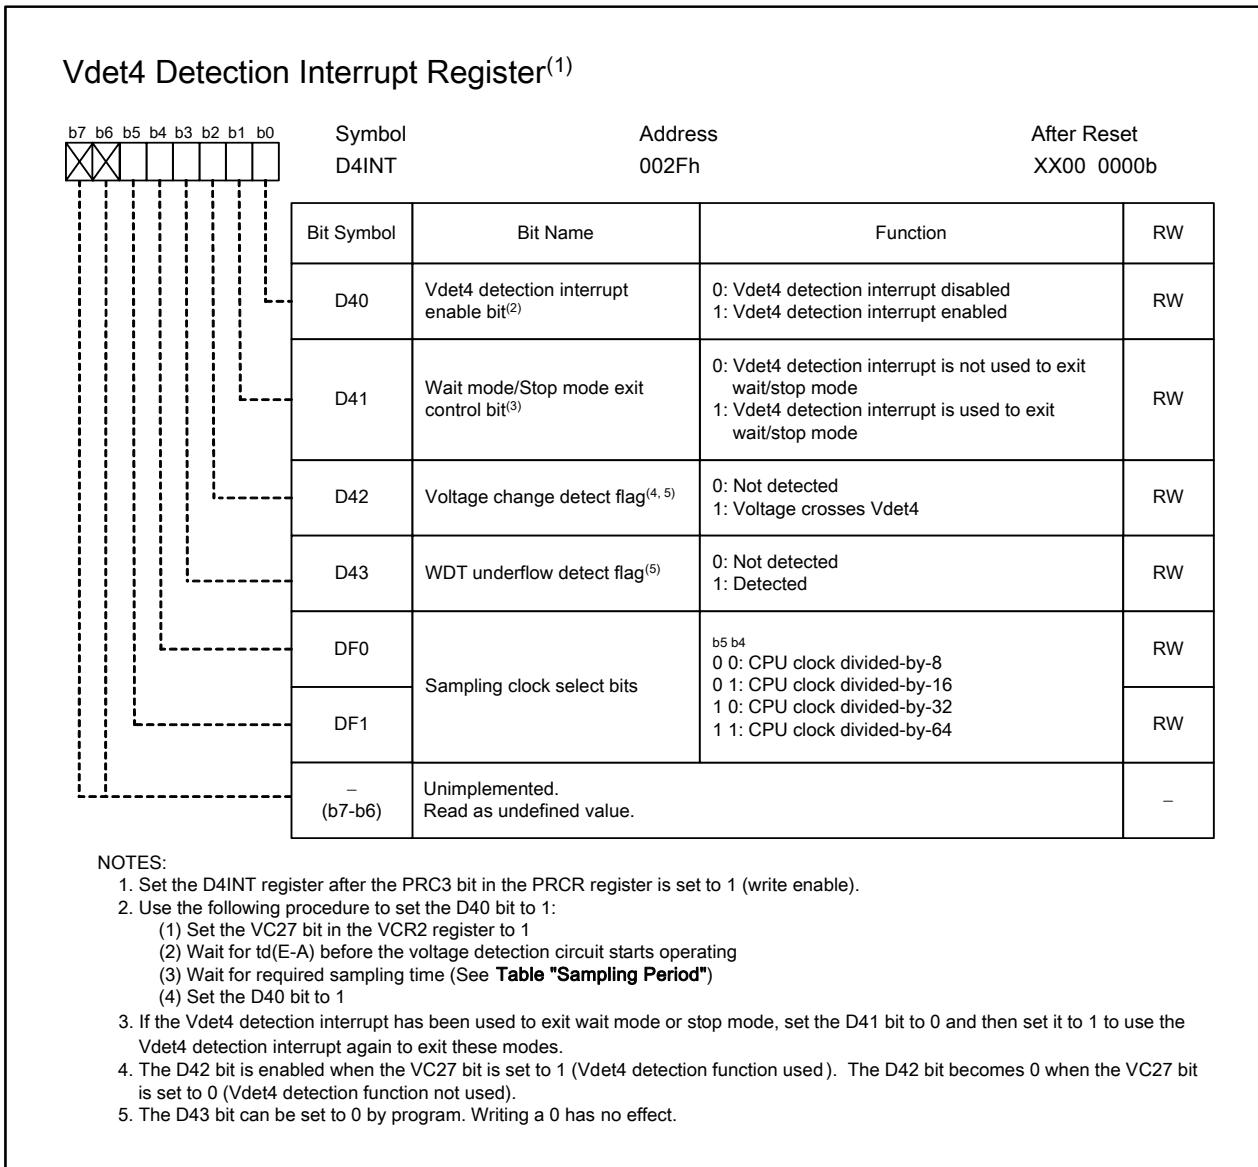 Vdet4 Detection Interrupt Register(1)
b7 b6 b5 b4 b3 b2 b1 b0
Symbol Address After Reset
D4INT 002Fh XX00 0000b
Bit Symbol Bit Name Function RW
D40
Vdet4 detection interrupt
enable bit(2)
0: Vdet4 detection interrupt disabled
1: Vdet4 detection interrupt enabled
RW
D41
Wait mode/Stop mode exit
control bit(3)
0: Vdet4 detection interrupt is not used to exit
wait/stop mode
1: Vdet4 detection interrupt is used to exit
wait/stop mode
RW
D42
Voltage change detect flag(4, 5)
0: Not detected
1: Voltage crosses Vdet4
RW
D43
WDT underflow detect flag(5)
0: Not detected
1: Detected
RW
DF0
Sampling clock select bits
b5 b4
0 0: CPU clock divided-by-8
0 1: CPU clock divided-by-16
1 0: CPU clock divided-by-32
1 1: CPU clock divided-by-64
RW
DF1
RW
–
(b7-b6)
Unimplemented.
Read as undefined value.
–
NOTES:
1. Set the D4INT register after the PRC3 bit in the PRCR register is set to 1 (write enable).
2. Use the following procedure to set the D40 bit to 1:
(1) Set the VC27 bit in the VCR2 register to 1
(2) Wait for td(E-A) before the voltage detection circuit starts operating
(3) Wait for required sampling time (See Table "Sampling Period")
(4) Set the D40 bit to 1
3. If the Vdet4 detection interrupt has been used to exit wait mode or stop mode, set the D41 bit to 0 and then set it to 1 to use the
Vdet4 detection interrupt again to exit these modes.
4. The D42 bit is enabled when the VC27 bit is set to 1 (Vdet4 detection function used). The D42 bit becomes 0 when the VC27 bit
is set to 0 (Vdet4 detection function not used).
5. The D43 bit can be set to 0 by program. Writing a 0 has no effect.